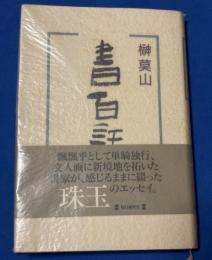 榊莫山
書百話
飄飄乎として単騎独行、
文人画に新境地を拓いた
書家が、感じるままに綴った
珠玉のエッセイ。